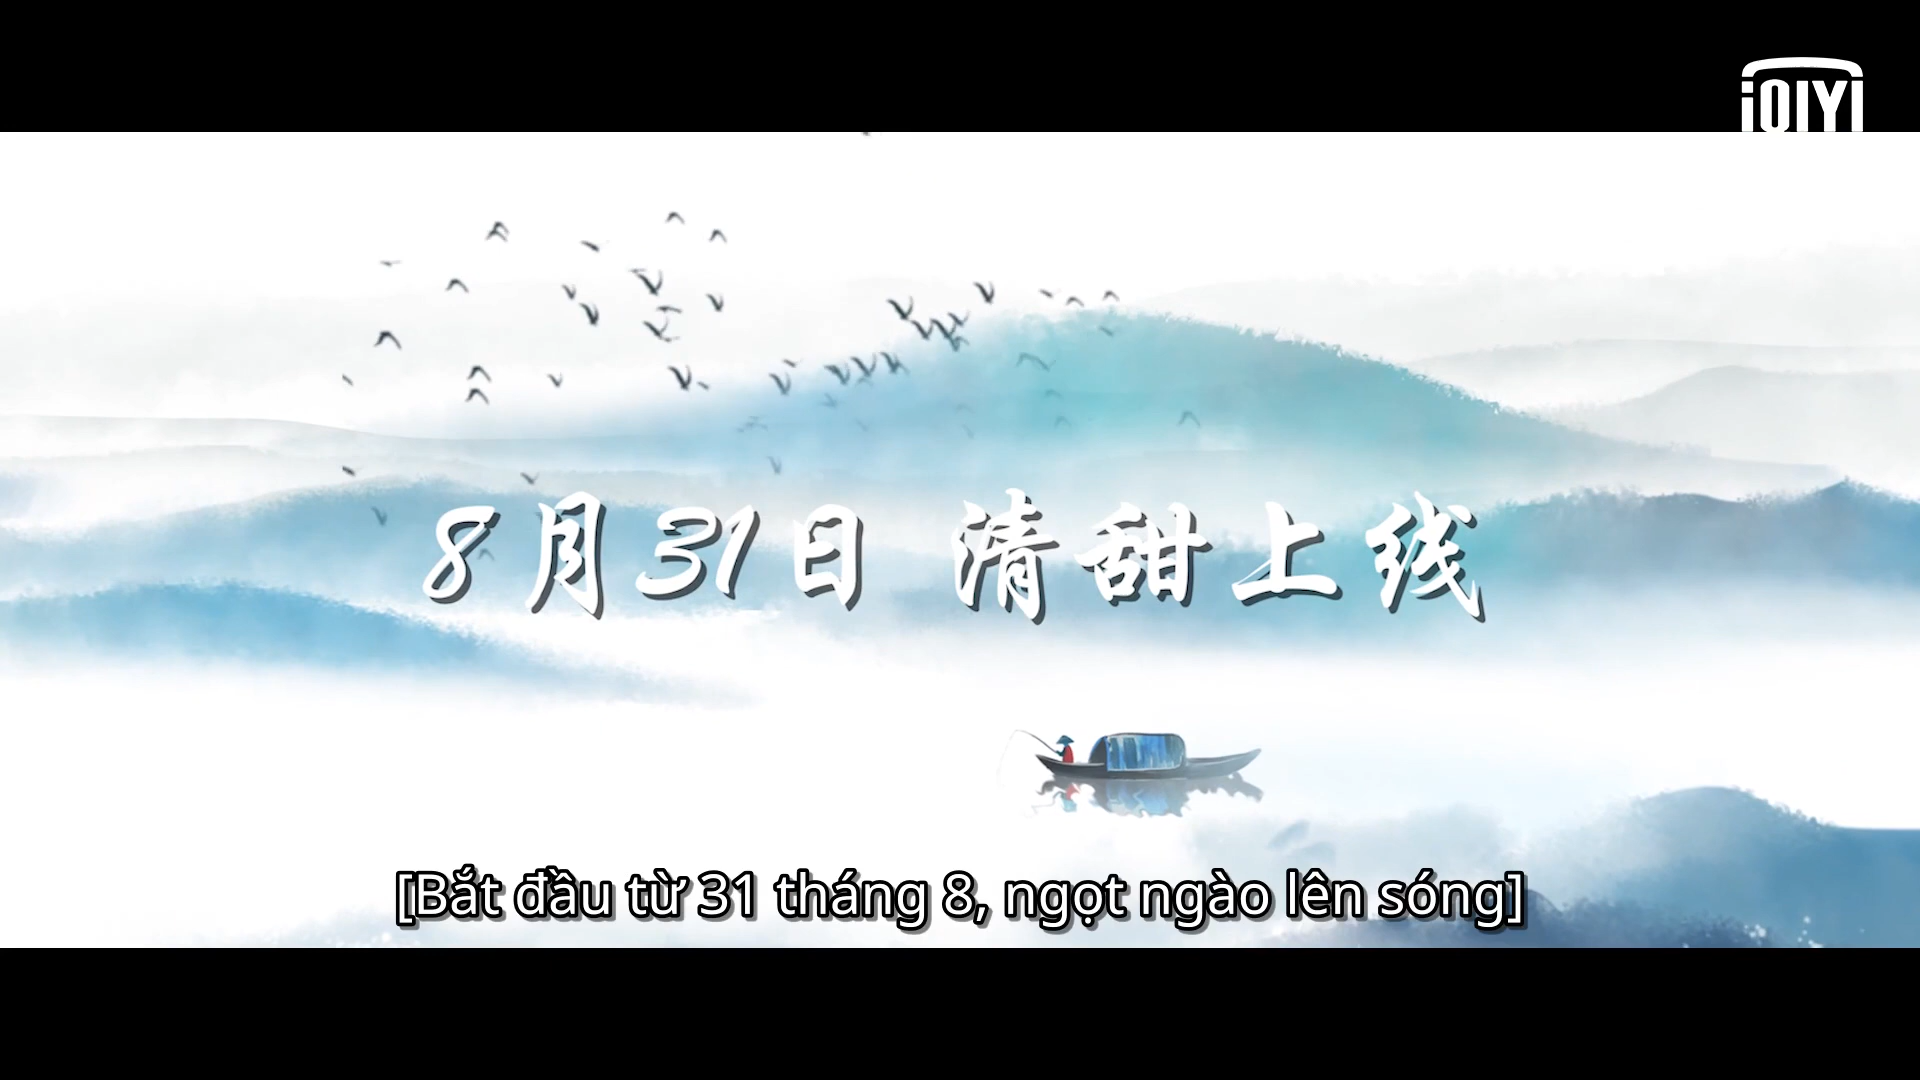 iQIYI
8月31日 清甜上线
[Bắt đầu từ 31 tháng 8, ngọt ngào lên sóng]